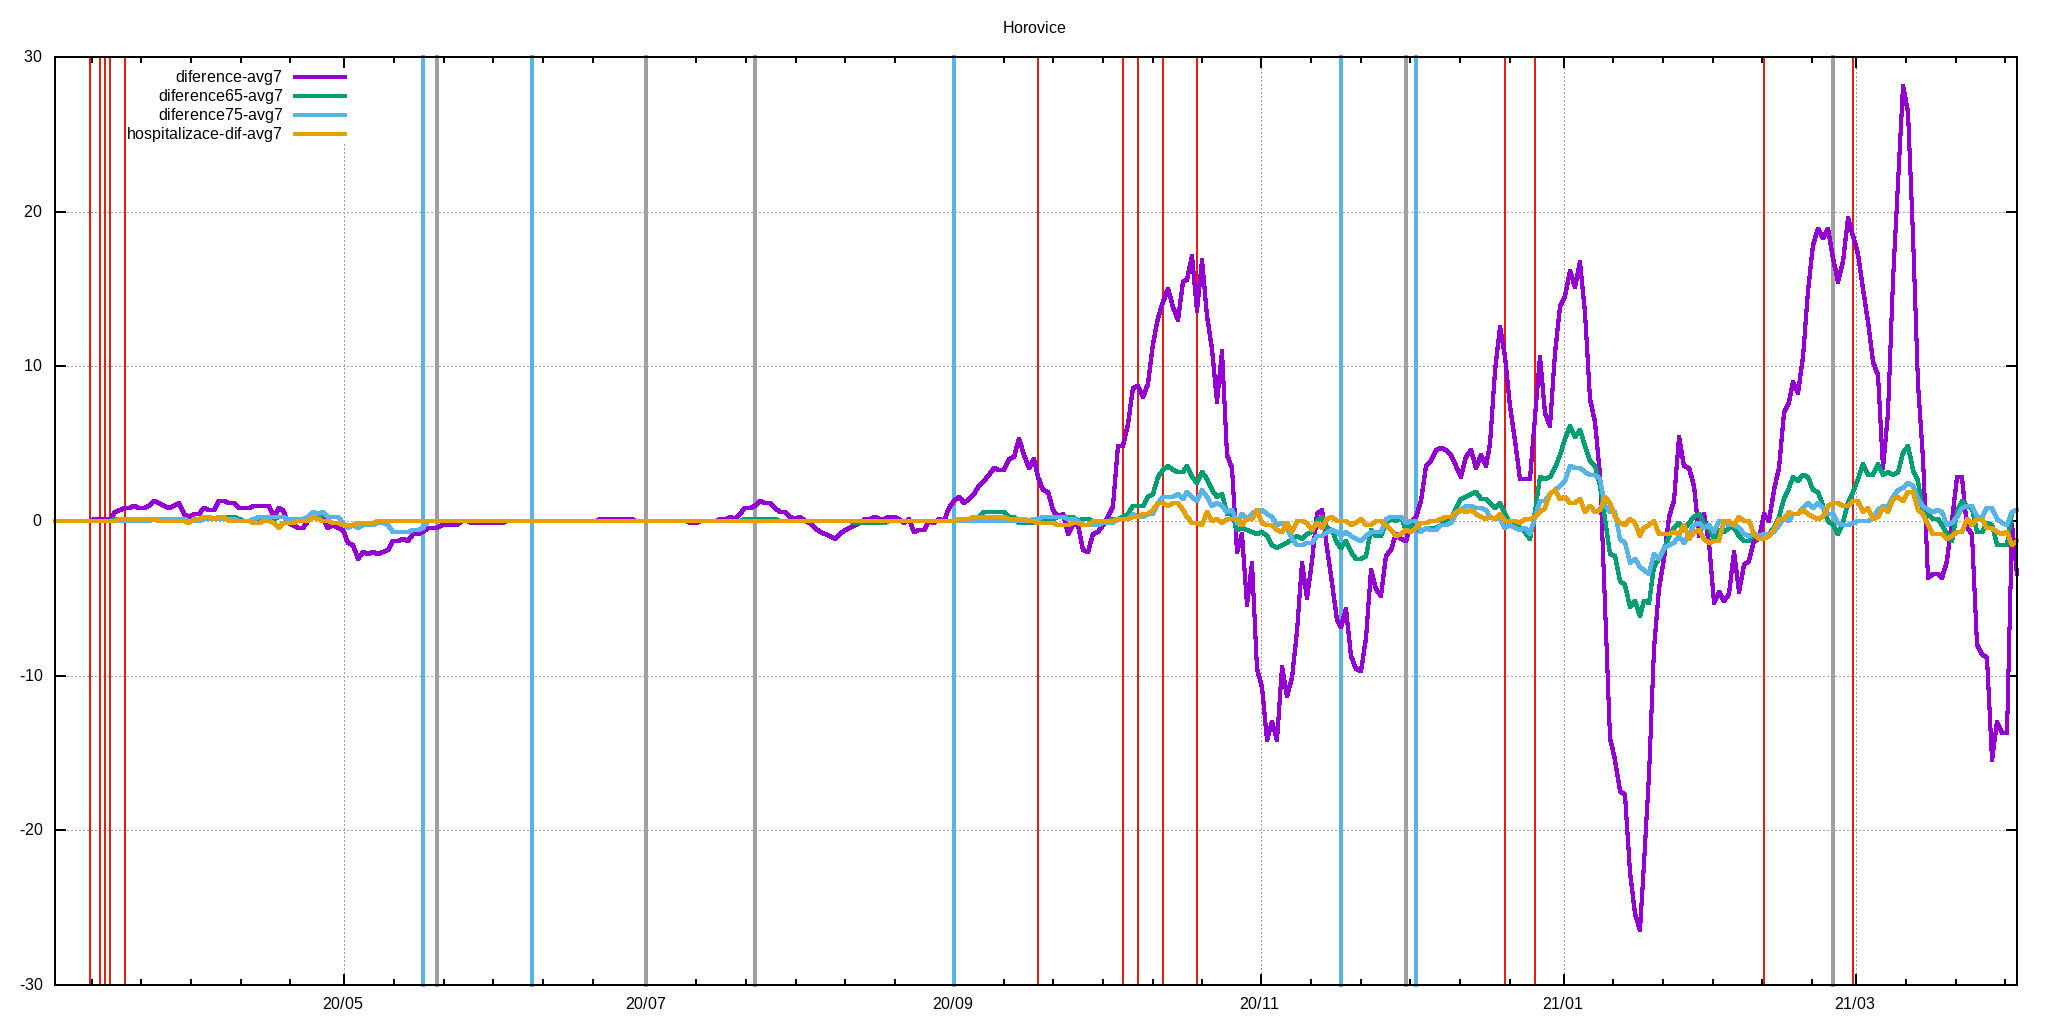 Horovice
30
diference-avg7
diference65-avg7
diference75-avg7
hospitalizace-dif-avg7
20
10
0
-10
-20
-30
20/05 20/07 20/09 20/11 21/01 21/03